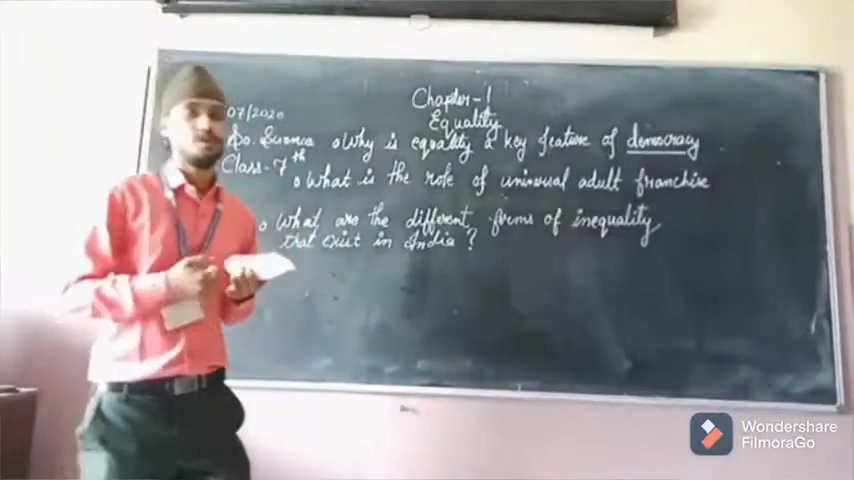 Chapter-1
07/2020
Equality
So. Science
o Why is equality a key feature of democracy
Class-7th
o What is the role of universal adult franchise
o What are the different forms of inequality
that exist in India ?
Wondershare
FilmoraGo